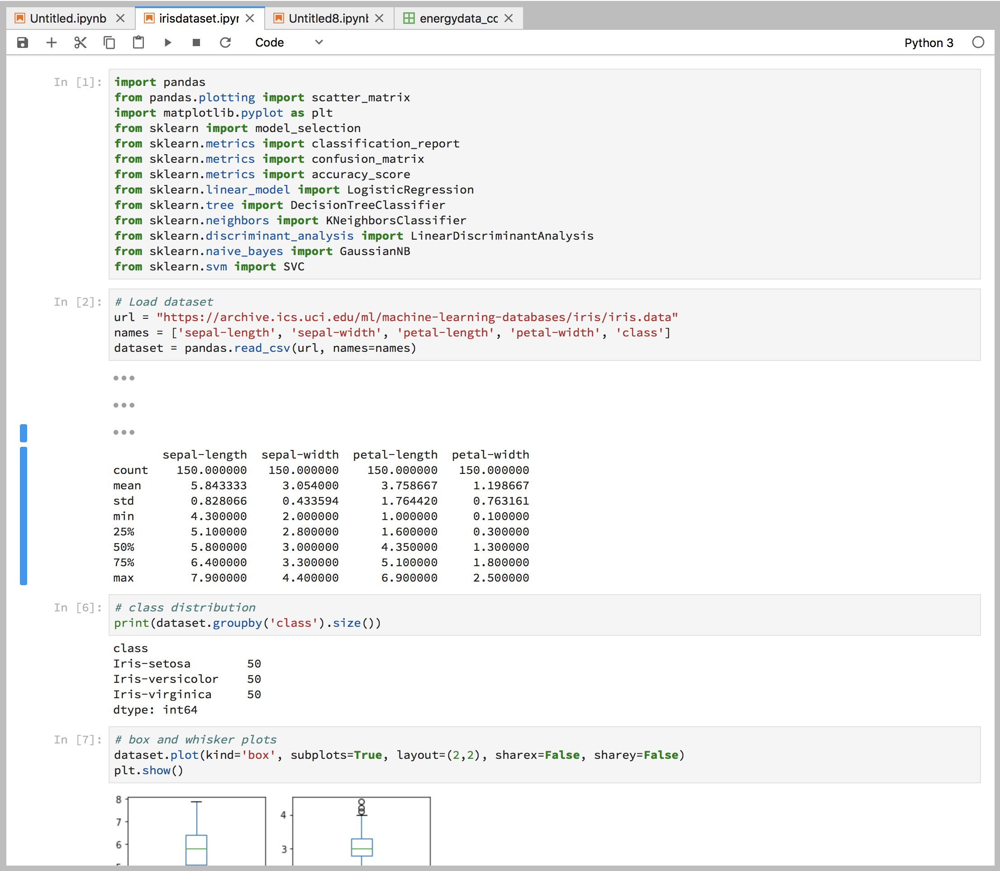 Untitled.ipynb irisdataset.ipyn Untitled8.ipynb energydata_co
Code Python 3
In [1]: import pandas
from pandas.plotting import scatter_matrix
import matplotlib.pyplot as plt
from sklearn import model_selection
from sklearn.metrics import classification_report
from sklearn.metrics import confusion_matrix
from sklearn.metrics import accuracy_score
from sklearn.linear_model import LogisticRegression
from sklearn.tree import DecisionTreeClassifier
from sklearn.neighbors import KNeighborsClassifier
from sklearn.discriminant_analysis import LinearDiscriminantAnalysis
from sklearn.naive_bayes import GaussianNB
from sklearn.svm import SVC
In [2]: # Load dataset
url = "https://archive.ics.uci.edu/ml/machine-learning-databases/iris/iris.data"
names = ['sepal-length', 'sepal-width', 'petal-length', 'petal-width', 'class']
dataset = pandas.read_csv(url, names=names)
sepal-length sepal-width petal-length petal-width
count 150.000000 150.000000 150.000000 150.000000
mean 5.843333 3.054000 3.758667 1.198667
std 0.828066 0.433594 1.764420 0.763161
min 4.300000 2.000000 1.000000 0.100000
25% 5.100000 2.800000 1.600000 0.300000
50% 5.800000 3.000000 4.350000 1.300000
75% 6.400000 3.300000 5.100000 1.800000
max 7.900000 4.400000 6.900000 2.500000
In [6]: # class distribution
print(dataset.groupby('class').size())
class
Iris-setosa 50
Iris-versicolor 50
Iris-virginica 50
dtype: int64
In [7]: # box and whisker plots
dataset.plot(kind='box', subplots=True, layout=(2,2), sharex=False, sharey=False)
plt.show()
8
4
7
6
3